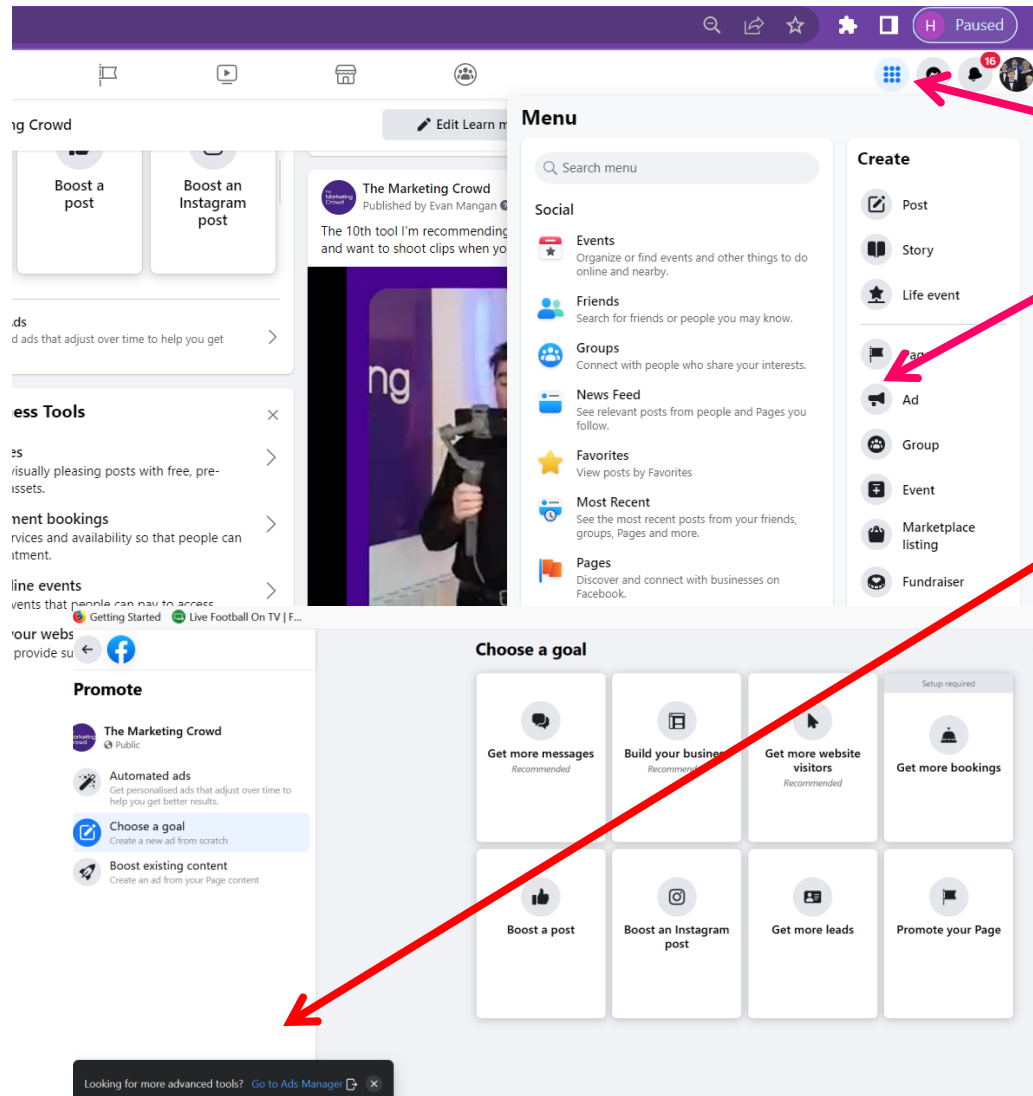 H Paused
16
ng Crowd
Edit Learn m
Menu
Search menu
Social
Events
Organize or find events and other things to do
online and nearby.
Friends
Search for friends or people you may know.
Groups
Connect with people who share your interests.
News Feed
See relevant posts from people and Pages you
follow.
Favorites
View posts by Favorites
Most Recent
See the most recent posts from your friends,
groups, Pages and more.
Pages
Discover and connect with businesses on
Facebook.
Create
Post
Story
Life event
Page
Ad
Group
Event
Marketplace
listing
Fundraiser
Boost a
post
Boost an
Instagram
post
The Marketing Crowd
Published by Evan Mangan
The 10th tool I'm recommending
and want to shoot clips when yo
ng
ds
d ads that adjust over time to help you get
ess Tools
es
visually pleasing posts with free, pre-
assets.
ment bookings
rvices and availability so that people can
ntment.
line events
vents that people can pay to access
our webs
provide su
Getting Started
Live Football On TV | F...
Promote
The Marketing Crowd
Public
Automated ads
Get personalised ads that adjust over time to
help you get better results.
Choose a goal
Create a new ad from scratch
Boost existing content
Create an ad from your Page content
Choose a goal
Get more messages
Recommended
Build your business
Recommended
Get more website
visitors
Recommended
Setup required
Get more bookings
Boost a post
Boost an Instagram
post
Get more leads
Promote your Page
Looking for more advanced tools? Go to Ads Manager